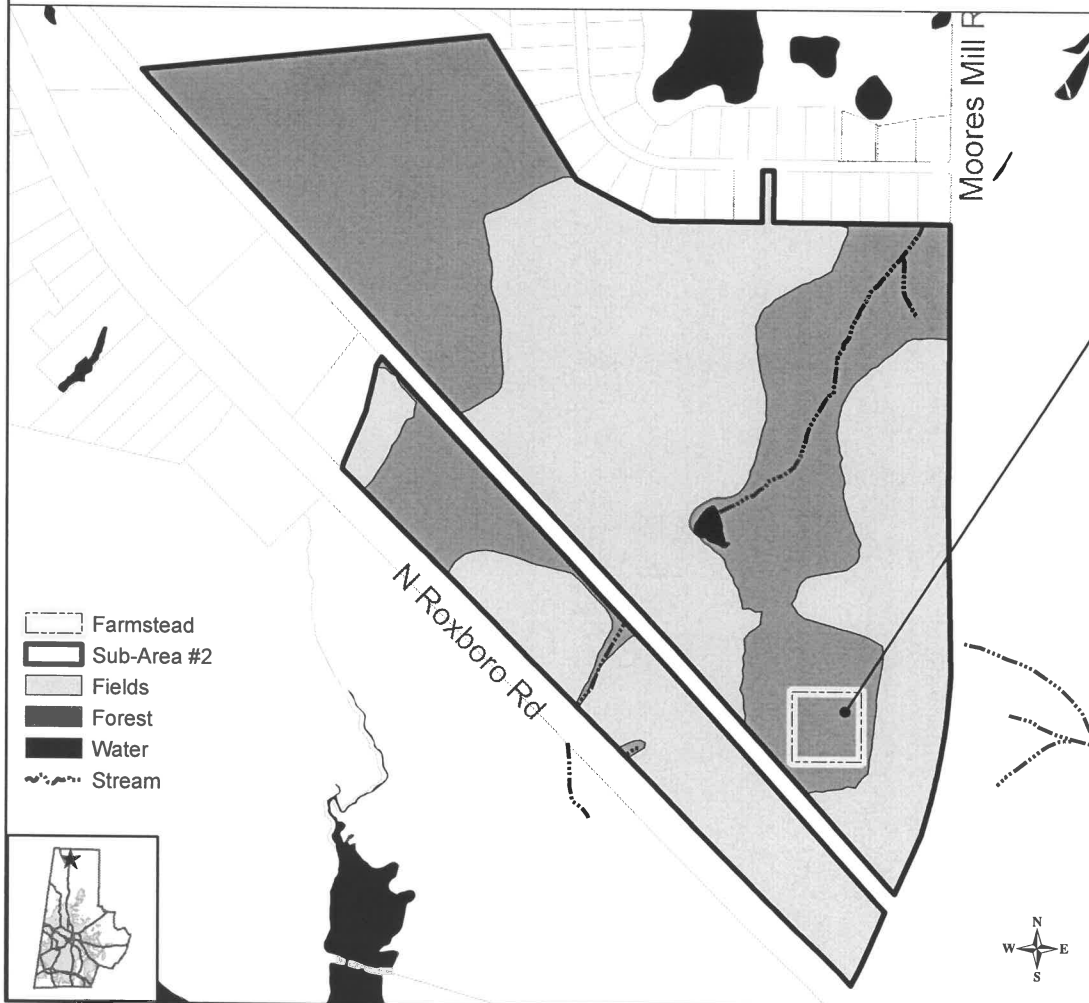 Moores Mill R
N Roxboro Rd
Farmstead
Sub-Area #2
Fields
Forest
Water
Stream
N
W E
S